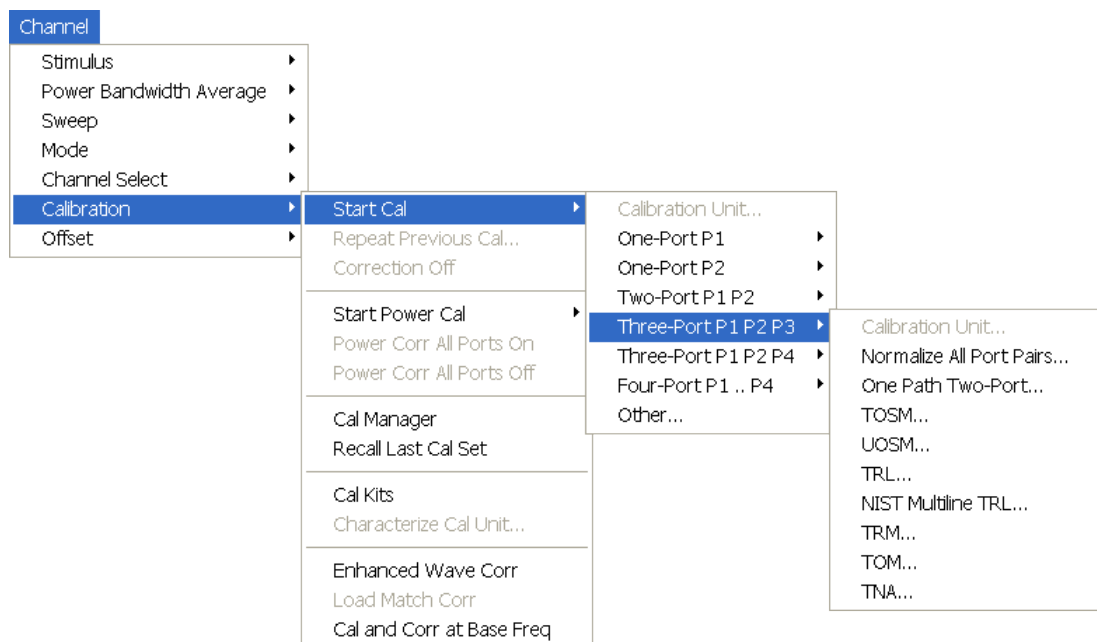 Channel
Stimulus
Power Bandwidth Average
Sweep
Mode
Channel Select
Calibration
Offset
Start Cal
Repeat Previous Cal...
Correction Off
Start Power Cal
Power Corr All Ports On
Power Corr All Ports Off
Cal Manager
Recall Last Cal Set
Cal Kits
Characterize Cal Unit...
Enhanced Wave Corr
Load Match Corr
Cal and Corr at Base Freq
Calibration Unit...
One-Port P1
One-Port P2
Two-Port P1 P2
Three-Port P1 P2 P3
Three-Port P1 P2 P4
Four-Port P1 .. P4
Other...
Calibration Unit...
Normalize All Port Pairs...
One Path Two-Port...
TOSM...
UOSM...
TRL...
NIST Multiline TRL...
TRM...
TOM...
TNA...